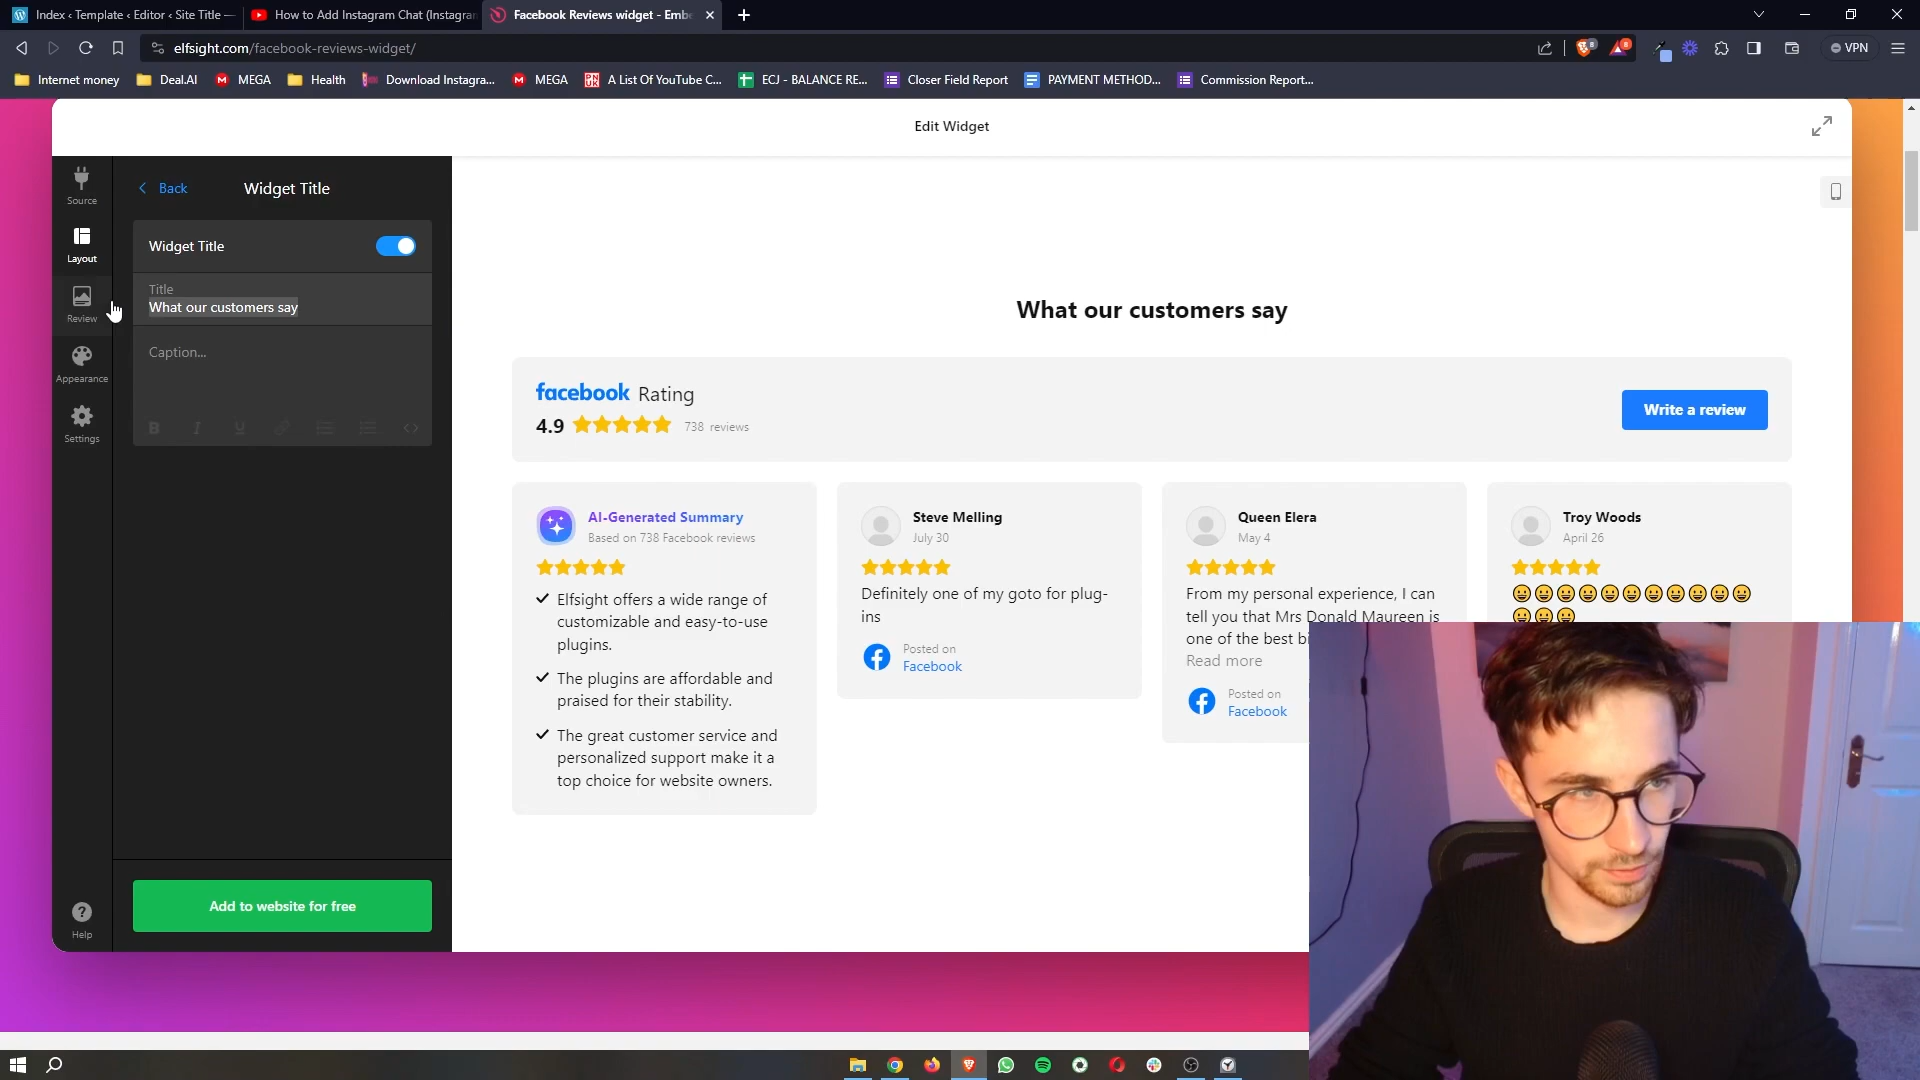 Index ‹ Template ‹ Editor ‹ Site Title —
How to Add Instagram Chat (Instagram
Facebook Reviews widget - Embe
elfsight.com/facebook-reviews-widget/
VPN
Internet money
Deal.AI
MEGA
Health
Download Instagra...
MEGA
A List Of YouTube C...
ECJ - BALANCE RE...
Closer Field Report
PAYMENT METHOD...
Commission Report...
Edit Widget
Source
Layout
Review
Appearance
Settings
Help
Back
Widget Title
Widget Title
Title
What our customers say
Caption...
B I U
Add to website for free
What our customers say
facebook Rating
4.9
738 reviews
Write a review
AI-Generated Summary
Based on 738 Facebook reviews
Elfsight offers a wide range of
customizable and easy-to-use
plugins.
The plugins are affordable and
praised for their stability.
The great customer service and
personalized support make it a
top choice for website owners.
Steve Melling
July 30
Definitely one of my goto for plug-
ins
Posted on
Facebook
Queen Elera
May 4
From my personal experience, I can
tell you that Mrs Donald Maureen is
one of the best
Read more
Posted on
Facebook
Troy Woods
April 26